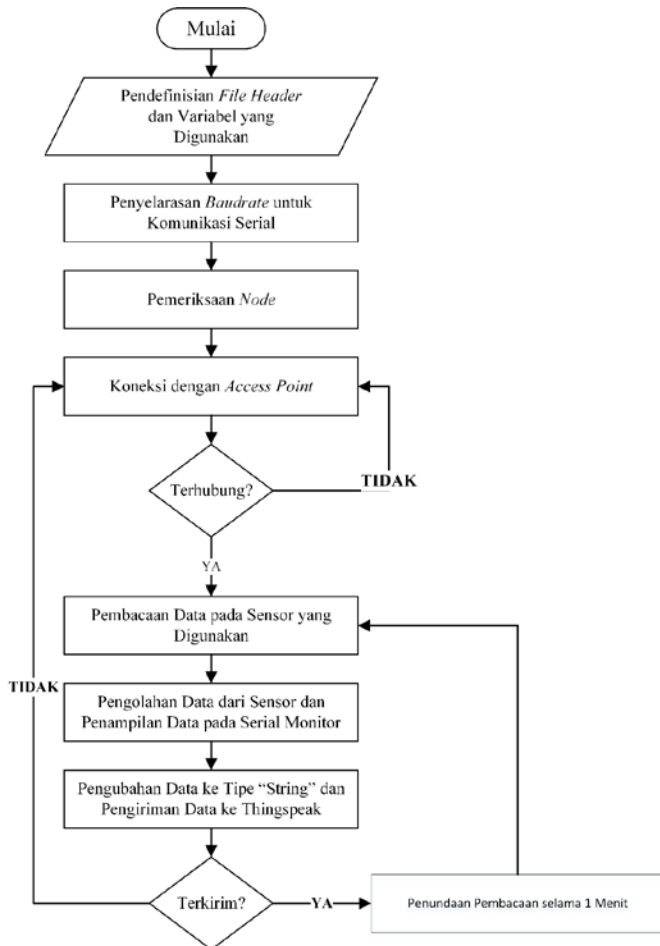 Mulai
Pendefinisian File Header
dan Variabel yang
Digunakan
Penyelarasan Baudrate untuk
Komunikasi Serial
Pemeriksaan Node
Koneksi dengan Access Point
Terhubung?
TIDAK
YA
Pembacaan Data pada Sensor yang
Digunakan
TIDAK
Pengolahan Data dari Sensor dan
Penampilan Data pada Serial Monitor
Pengubahan Data ke Tipe “String” dan
Pengiriman Data ke Thingspeak
Terkirim?
YA
Penundaan Pembacaan selama 1 Menit